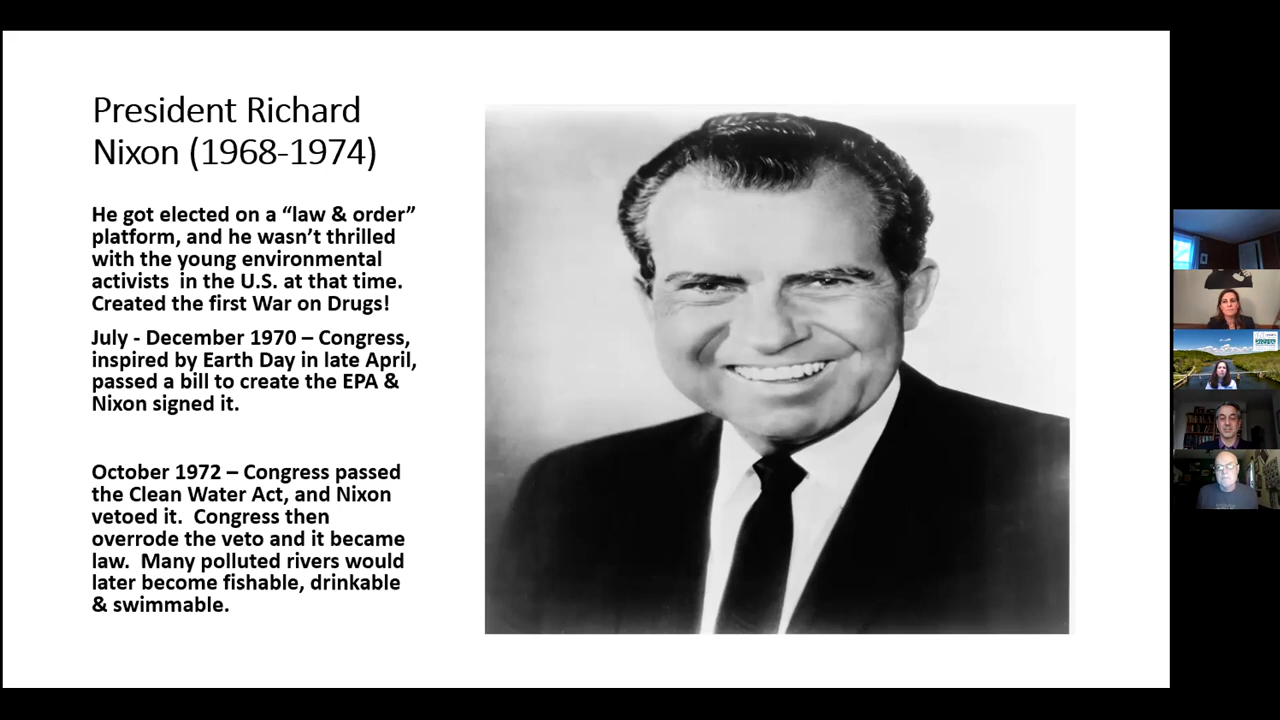 President Richard
Nixon (1968-1974)
He got elected on a “law & order”
platform, and he wasn’t thrilled
with the young environmental
activists  in the U.S. at that time.
Created the first War on Drugs!
July - December 1970 – Congress,
inspired by Earth Day in late April,
passed a bill to create the EPA &
Nixon signed it.
October 1972 – Congress passed
the Clean Water Act, and Nixon
vetoed it.  Congress then
overrode the veto and it became
law.  Many polluted rivers would
later become fishable, drinkable
& swimmable.